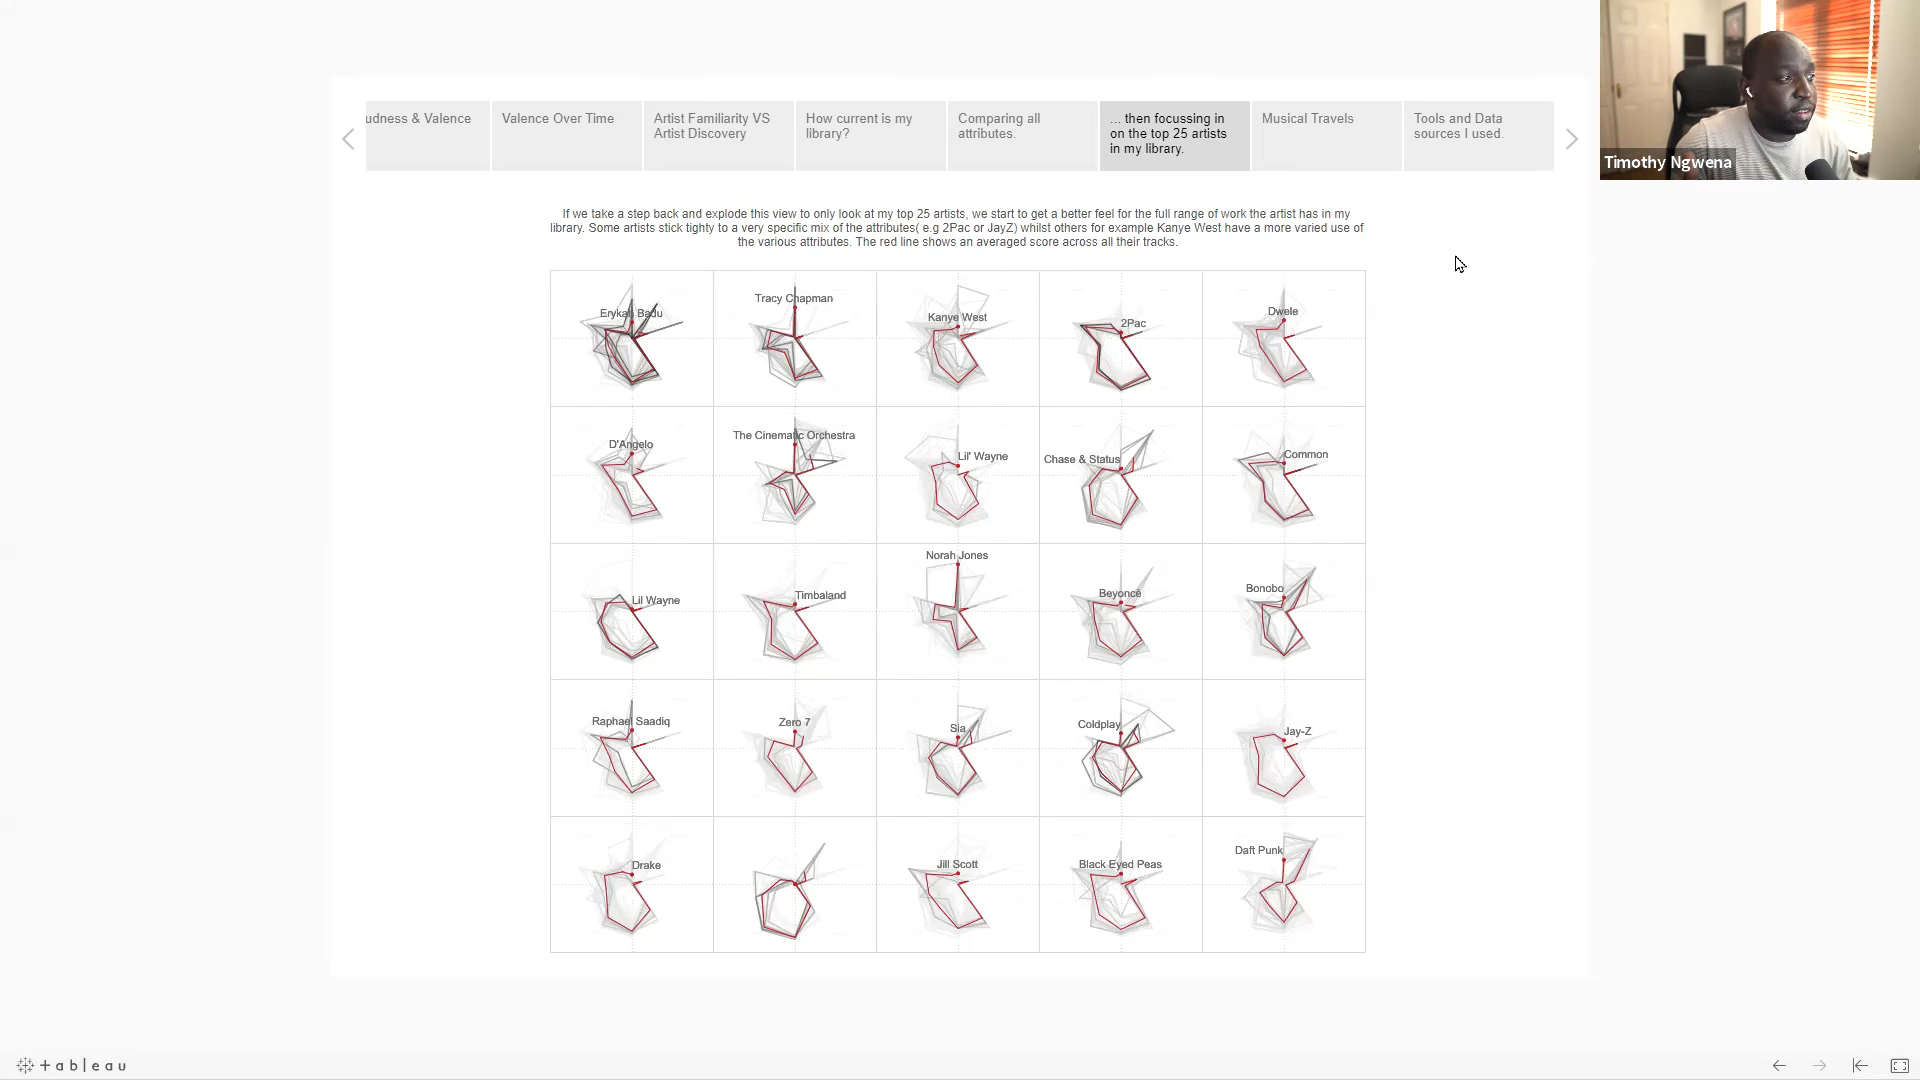 Timothy Ngwena
udness & Valence
Valence Over Time
Artist Familiarity VS
Artist Discovery
How current is my
library?
Comparing all
attributes.
... then focussing in
on the top 25 artists
in my library.
Musical Travels
Tools and Data
sources I used.
If we take a step back and explode this view to only look at my top 25 artists, we start to get a better feel for the full range of work the artist has in my
library. Some artists stick tighty to a very specific mix of the attributes( e.g 2Pac or JayZ) whilst others for example Kanye West have a more varied use of
the various attributes. The red line shows an averaged score across all their tracks.
Erykah Badu
Tracy Chapman
Kanye West
2Pac
Dwele
D'Angelo
The Cinematic Orchestra
Lil' Wayne
Chase & Status
Common
Lil Wayne
Timbaland
Norah Jones
Beyoncé
Bonobo
Raphael Saadiq
Zero 7
Sia
Coldplay
Jay-Z
Drake
Jill Scott
Black Eyed Peas
Daft Punk
+ableau